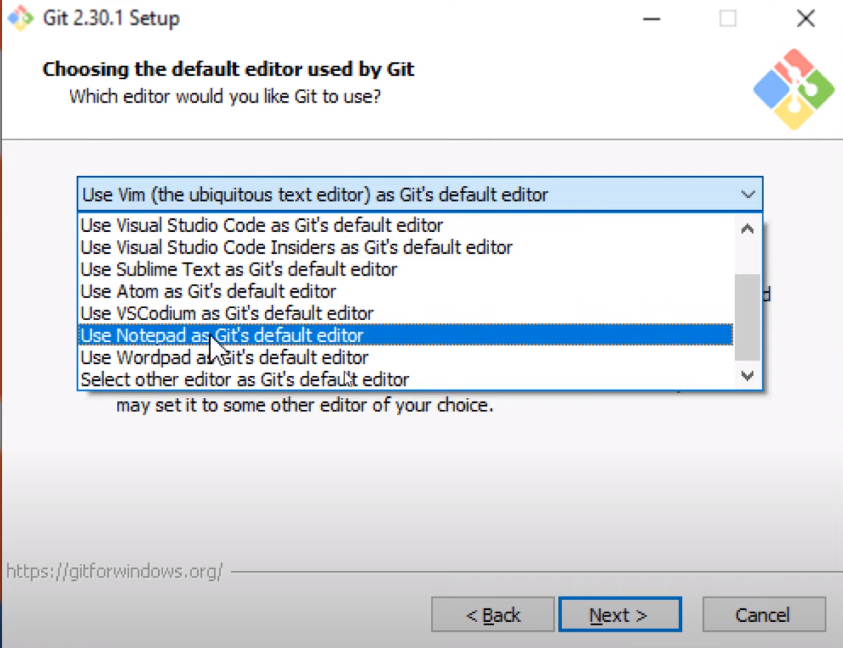 Git 2.30.1 Setup
Choosing the default editor used by Git
Which editor would you like Git to use?
Use Vim (the ubiquitous text editor) as Git's default editor
Use Visual Studio Code as Git's default editor
Use Visual Studio Code Insiders as Git's default editor
Use Sublime Text as Git's default editor
Use Atom as Git's default editor
Use VSCodium as Git's default editor
Use Notepad as Git's default editor
Use Wordpad as Git's default editor
Select other editor as Git's default editor
may set it to some other editor of your choice.
https://gitforwindows.org/
< Back
Next >
Cancel